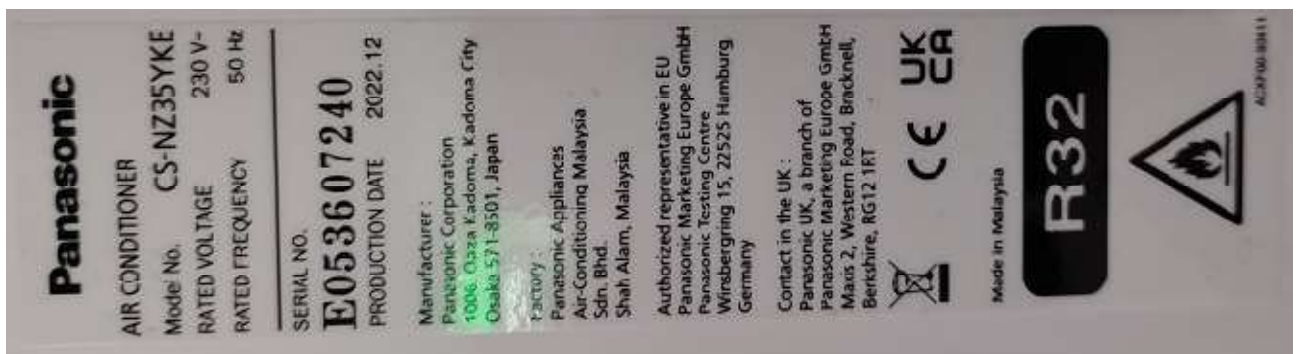 Panasonic
AIR CONDITIONER
Model No. CS-NZ35YKE
RATED VOLTAGE 230 V~
RATED FREQUENCY 50 Hz
SERIAL NO.
E053607240
PRODUCTION DATE 2022.12
Manufacturer :
Panasonic Corporation
1006 Oaza Kadoma, Kadoma City
Osaka 571-8501, Japan
Factory :
Panasonic Appliances
Air-Conditioning Malaysia
Sdn. Bhd.
Shah Alam, Malaysia
Authorized representative in EU
Panasonic Marketing Europe GmbH
Panasonic Testing Centre
Winsbergring 15, 22525 Hamburg
Germany
Contact in the UK :
Panasonic UK, a branch of
Panasonic Marketing Europe GmbH
Maxis 2, Western Road, Bracknell,
Berkshire, RG12 1RT
CE UK CA
Made in Malaysia
R32